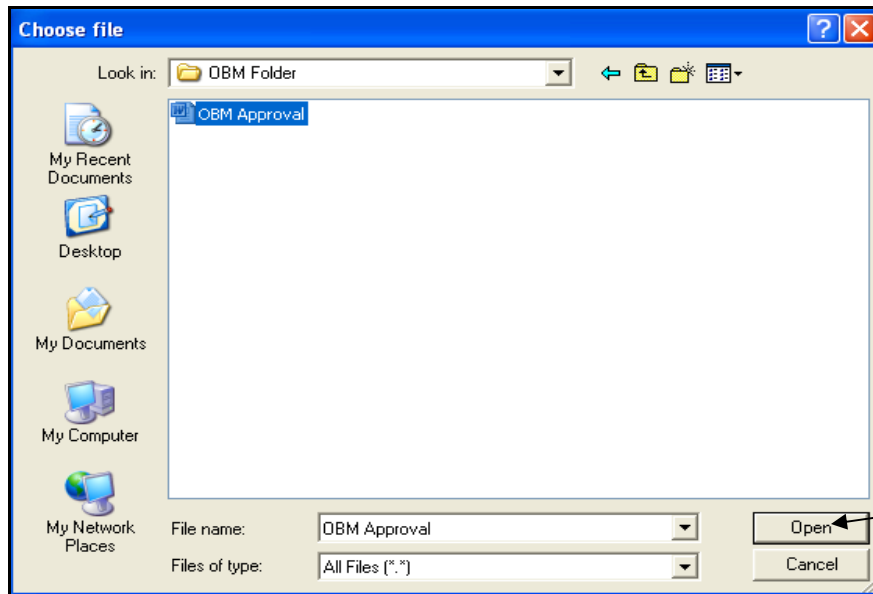 Choose file
Look in:
OBM Folder
OBM Approval
My Recent
Documents
Desktop
My Documents
My Computer
My Network
Places
File name:
OBM Approval
Open
Files of type:
All Files (*.*)
Cancel